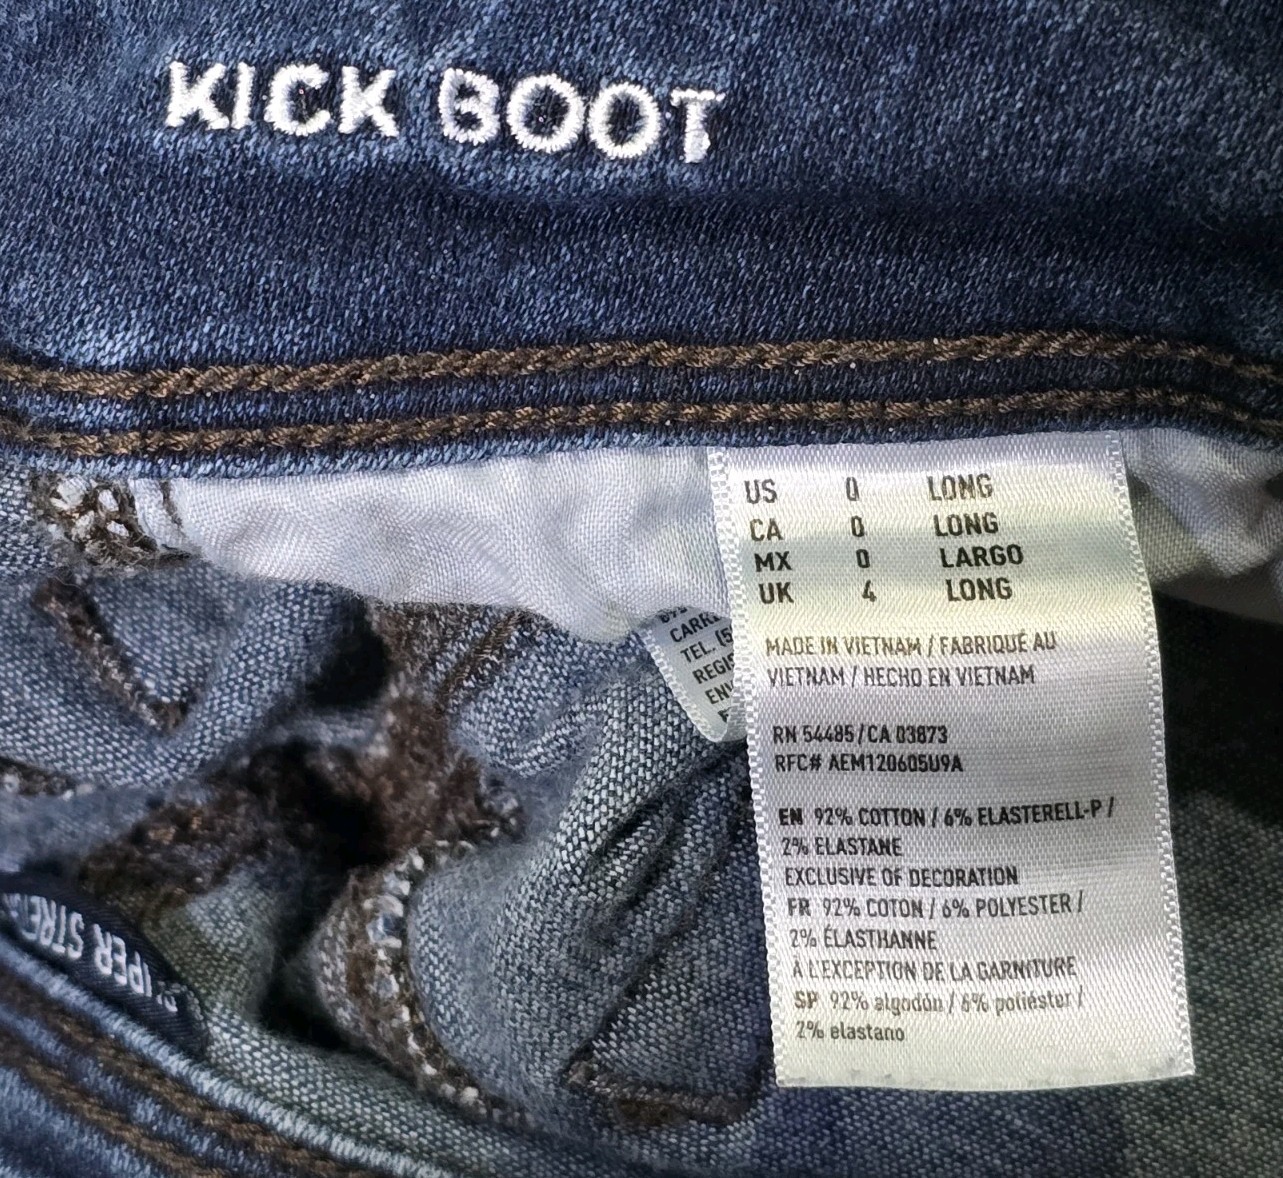 KICK BOOT
US 0 LONG
CA 0 LONG
MX 0 LARGO
UK 4 LONG
MADE IN VIETNAM / FABRIQUÉ AU
VIETNAM / HECHO EN VIETNAM
RN 54485 / CA 03873
RFC# AEM120605U9A
EN 92% COTTON / 6% ELASTERELL-P /
2% ELASTANE
EXCLUSIVE OF DECORATION
FR 92% COTON / 6% POLYESTER /
2% ÉLASTHANNE
À L'EXCEPTION DE LA GARNITURE
SP 92% algodón / 6% poliéster /
2% elastano
TEL.